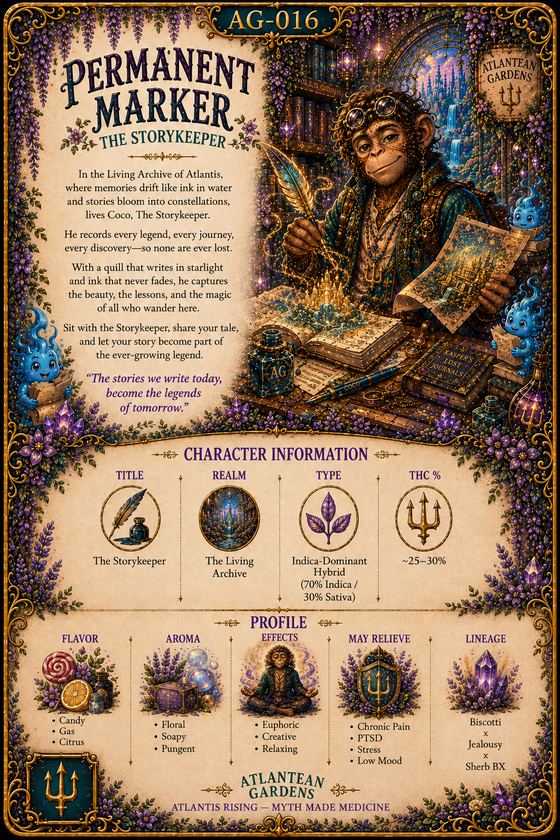 AG-016
PERMANENT
MARKER
THE STORYKEEPER
ATLANTEAN
GARDENS
In the Living Archive of Atlantis,
where memories drift like ink in water
and stories bloom into constellations,
lives Coco, The Storykeeper.
He records every legend, every journey,
every discovery—so none are ever lost.
With a quill that writes in starlight
and ink that never fades, he captures
the beauty, the lessons, and the magic
of all who wander here.
Sit with the Storykeeper, share your tale,
and let your story become part of
the ever-growing legend.
“The stories we write today,
become the legends
of tomorrow.”
AG
CHARACTER INFORMATION
TITLE
The Storykeeper
REALM
The Living
Archive
TYPE
Indica-Dominant
Hybrid
(70% Indica /
30% Sativa)
THC %
~25–30%
PROFILE
FLAVOR
• Candy
• Gas
• Citrus
AROMA
• Floral
• Soapy
• Pungent
EFFECTS
• Euphoric
• Creative
• Relaxing
MAY RELIEVE
• Chronic Pain
• PTSD
• Stress
• Low Mood
LINEAGE
Biscotti
x
Jealousy
x
Sherb BX
ATLANTEAN
GARDENS
ATLANTIS RISING — MYTH MADE MEDICINE